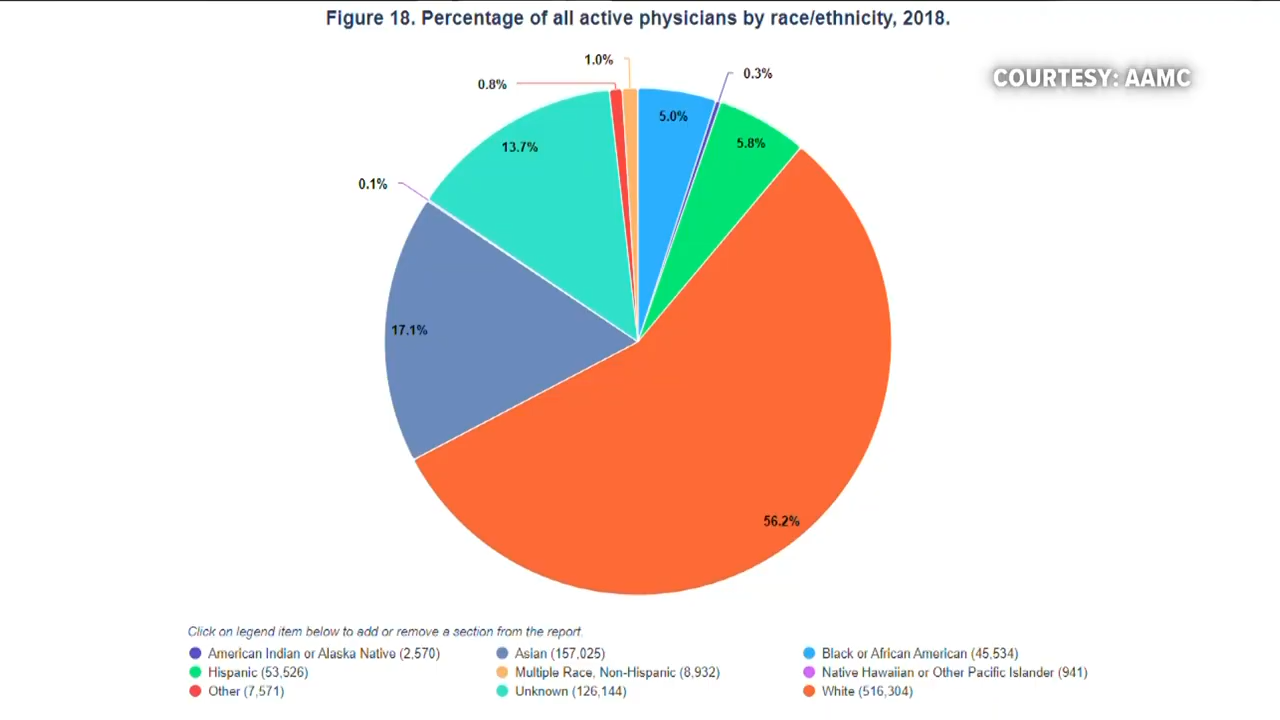 Figure 18. Percentage of all active physicians by race/ethnicity, 2018.
COURTESY: AAMC
1.0%
0.8%
0.3%
5.0%
5.8%
13.7%
0.1%
17.1%
56.2%
Click on legend item below to add or remove a section from the report.
American Indian or Alaska Native (2,570)
Asian (157,025)
Black or African American (45,534)
Hispanic (53,526)
Multiple Race, Non-Hispanic (8,932)
Native Hawaiian or Other Pacific Islander (941)
Other (7,571)
Unknown (126,144)
White (516,304)